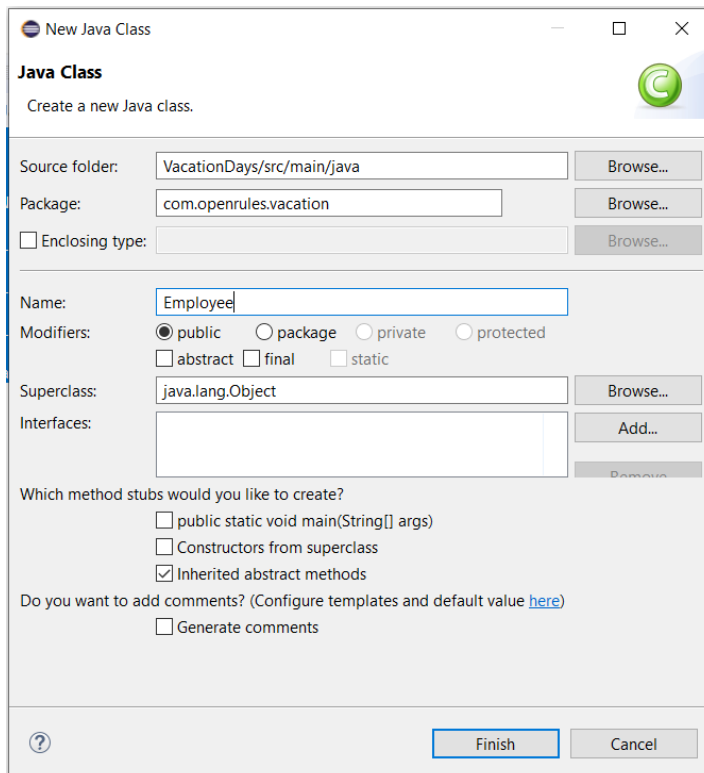 New Java Class
Java Class
Create a new Java class.
Source folder: VacationDays/src/main/java Browse...
Package: com.openrules.vacation Browse...
Enclosing type: Browse...
Name: Employee
Modifiers: public package private protected
abstract final static
Superclass: java.lang.Object Browse...
Interfaces: Add...
Remove
Which method stubs would you like to create?
public static void main(String[] args)
Constructors from superclass
Inherited abstract methods
Do you want to add comments? (Configure templates and default value here)
Generate comments
? Finish Cancel